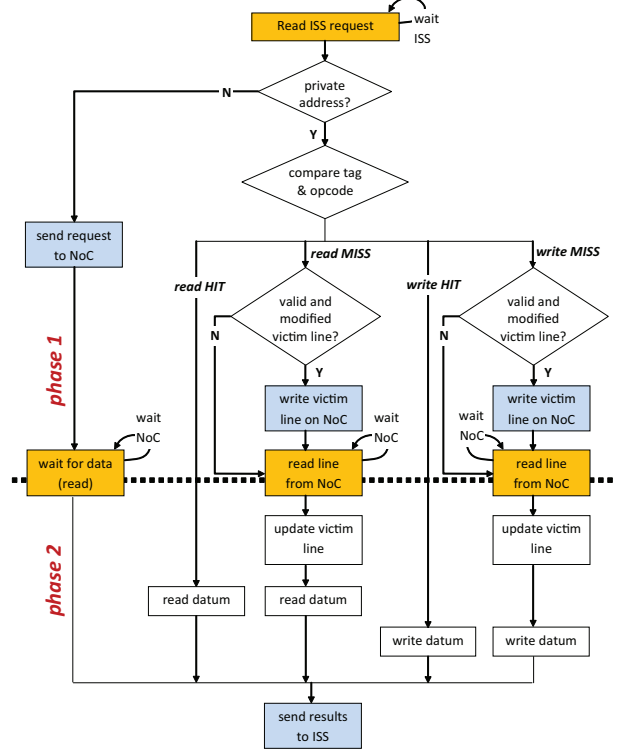 Read ISS request
wait
ISS
private
address?
N
Y
compare tag
& opcode
send request
to NoC
read HIT
read MISS
write HIT
write MISS
valid and
modified
victim line?
N
Y
valid and
modified
victim line?
N
Y
phase 1
write victim
line on NoC
write victim
line on NoC
wait
NoC
wait
NoC
wait
NoC
wait for data
(read)
read line
from NoC
read line
from NoC
phase 2
update victim
line
update victim
line
read datum
read datum
write datum
write datum
send results
to ISS